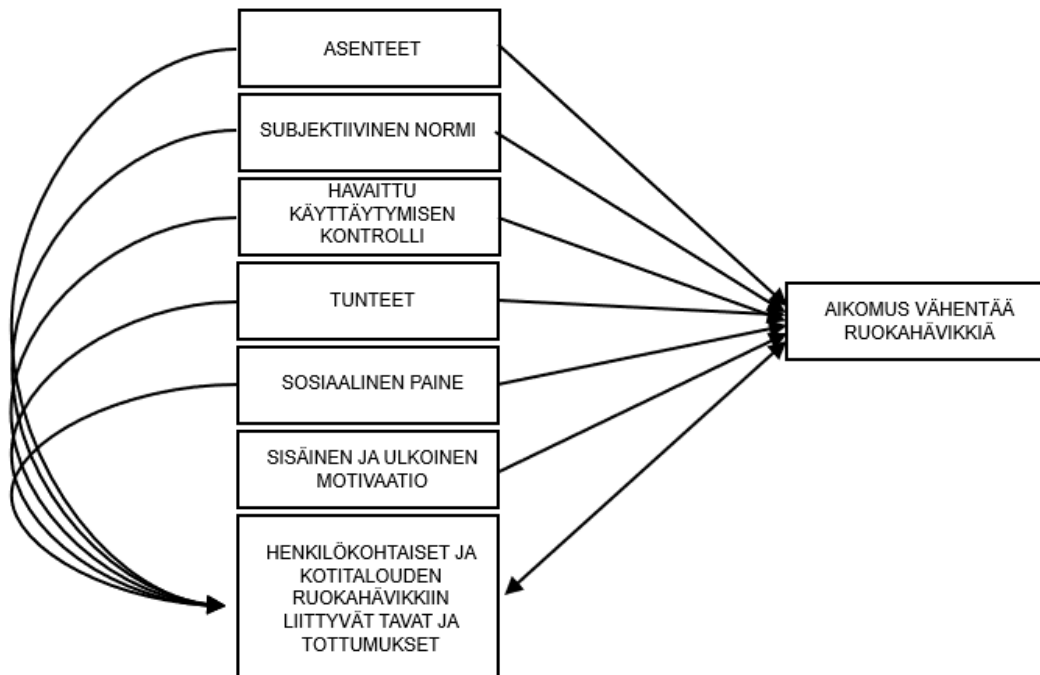 ASENTEET
SUBJEKTIIVINEN NORMI
HAVAITTU
KÄYTTÄYTYMISEN
KONTROLLI
TUNTEET
SOSIAALINEN PAINE
SISÄINEN JA ULKOINEN
MOTIVAATIO
HENKILÖKOHTAISET JA
KOTITALOUDEN
RUOKAHÄVIKKIIN
LIITTYVÄT TAVAT JA
TOTTUMUKSET
AIKOMUS VÄHENTÄÄ
RUOKAHÄVIKKIÄ